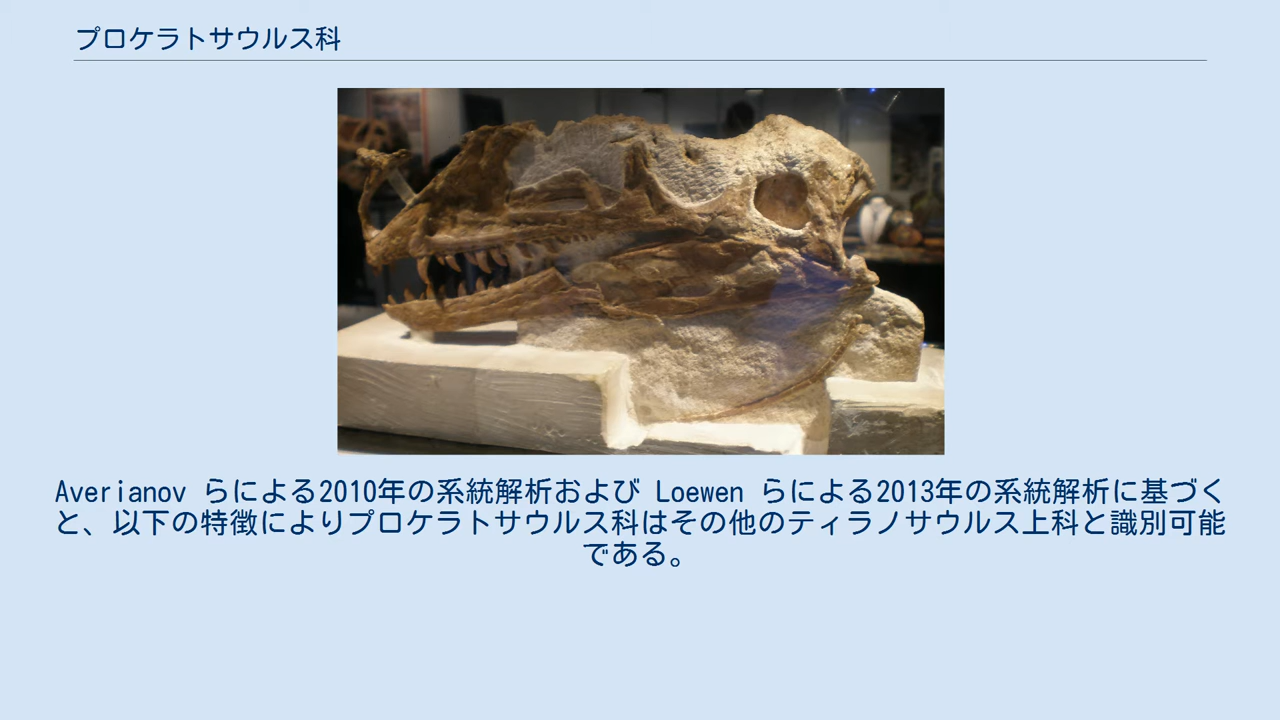 プロケラトサウルス科
Averianov らによる2010年の系統解析および Loewen らによる2013年の系統解析に基づく
と、以下の特徴によりプロケラトサウルス科はその他のティラノサウルス上科と識別可能
である。